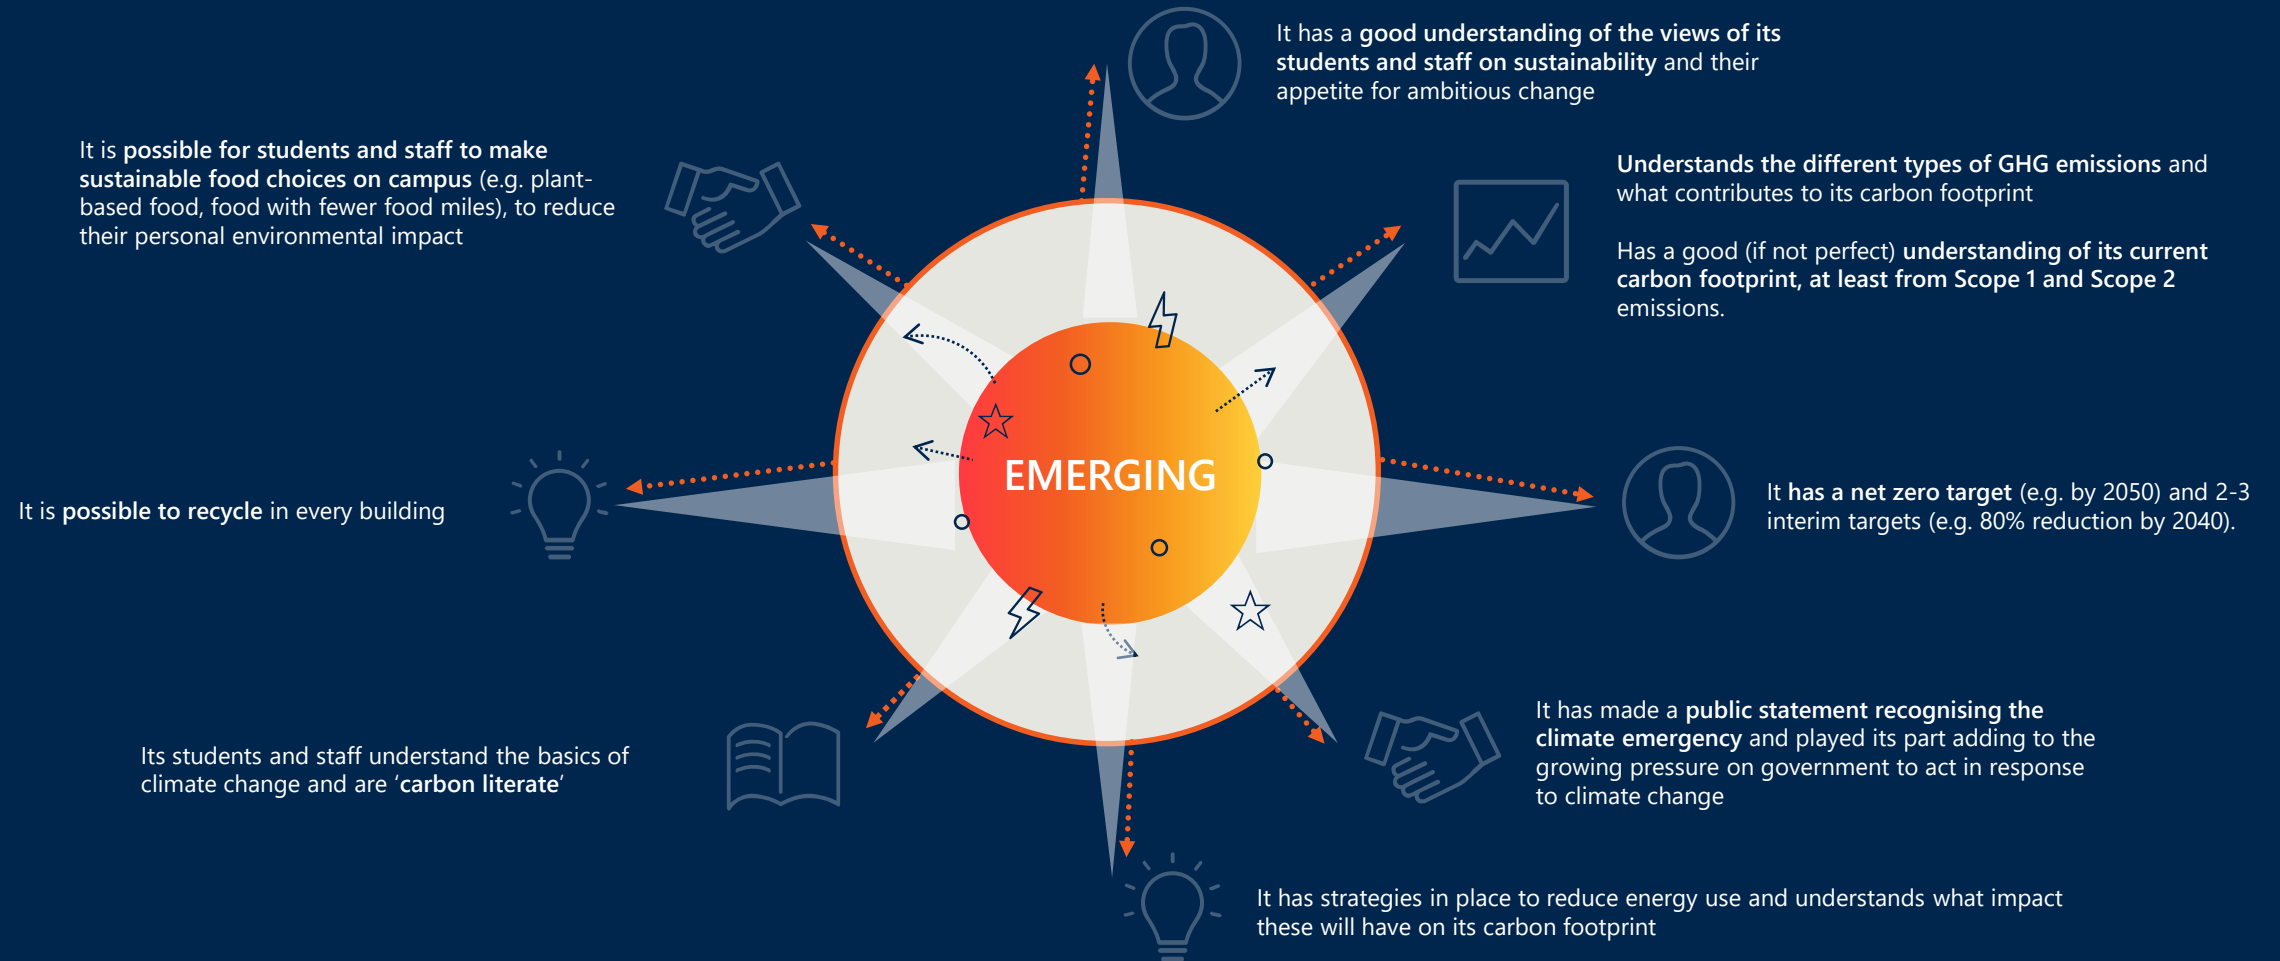 It has a good understanding of the views of its
students and staff on sustainability and their
appetite for ambitious change
Understands the different types of GHG emissions and
what contributes to its carbon footprint
Has a good (if not perfect) understanding of its current
carbon footprint, at least from Scope 1 and Scope 2
emissions.
It has a net zero target (e.g. by 2050) and 2-3
interim targets (e.g. 80% reduction by 2040).
It has made a public statement recognising the
climate emergency and played its part adding to the
growing pressure on government to act in response
to climate change
It has strategies in place to reduce energy use and understands what impact
these will have on its carbon footprint
Its students and staff understand the basics of
climate change and are ‘carbon literate’
It is possible to recycle in every building
It is possible for students and staff to make
sustainable food choices on campus (e.g. plant-
based food, food with fewer food miles), to reduce
their personal environmental impact
EMERGING